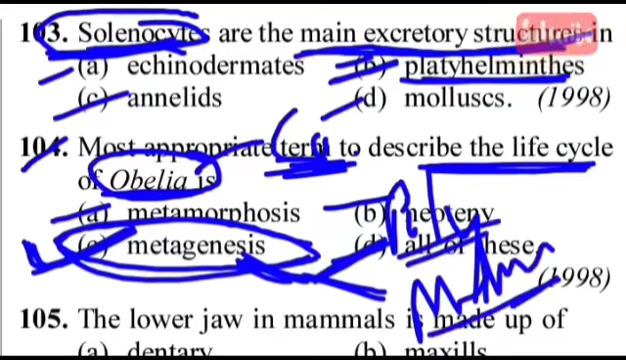 103. Solenocytes are the main excretory structures in
(a) echinodermates (b) platyhelminthes
(c) annelids (d) molluscs. (1998)
104. Most appropriate term to describe the life cycle
of Obelia is
(a) metamorphosis (b) neoteny
(c) metagenesis (d) all of these
(1998)
105. The lower jaw in mammals is made up of
(a) dentary (b) maxills